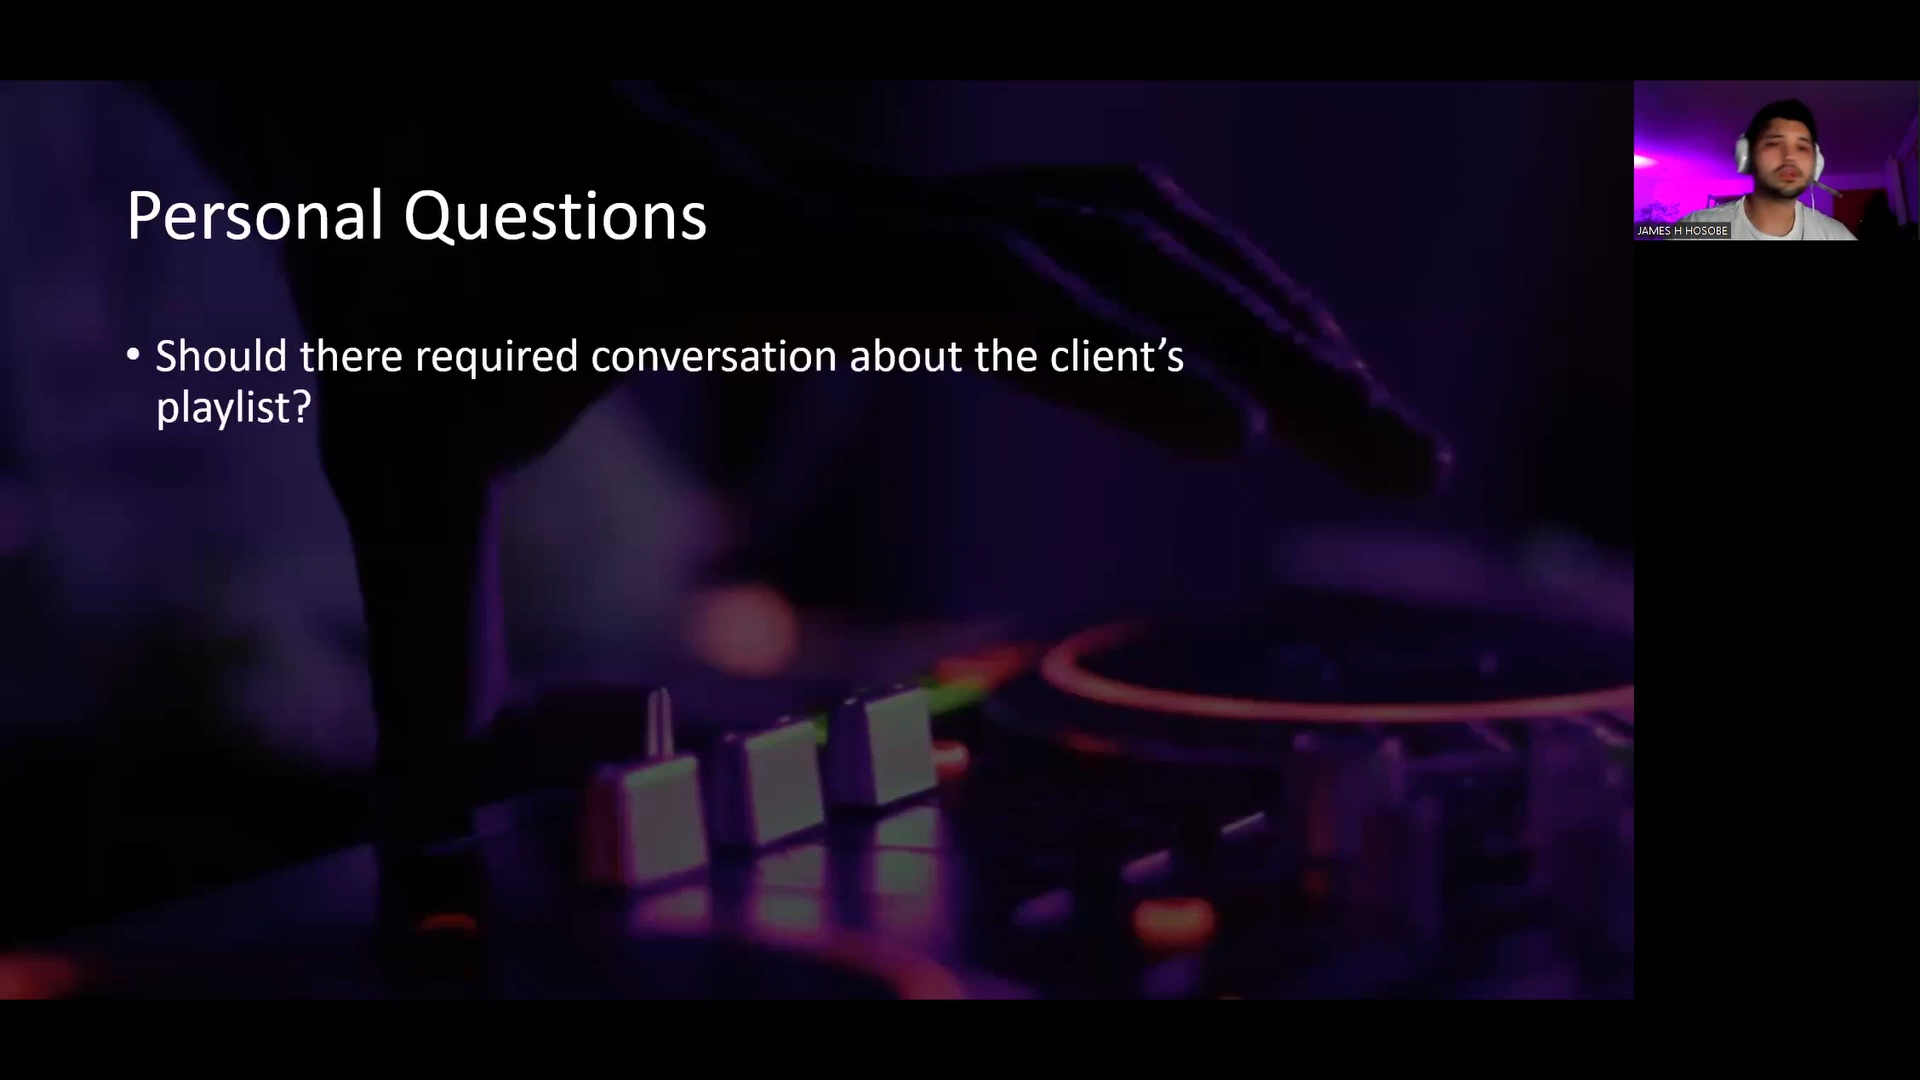 Personal Questions
• Should there required conversation about the client’s
playlist?
JAMES H HOSOBE